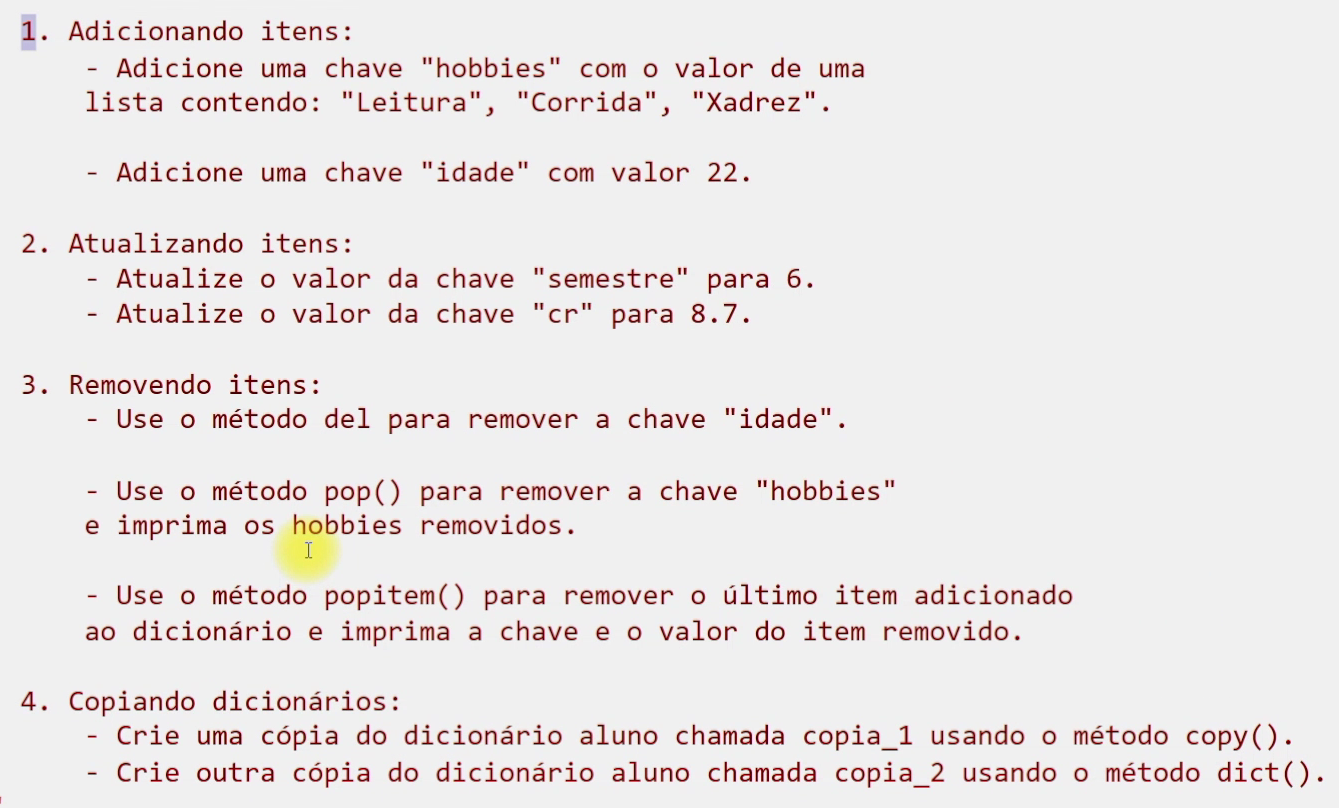 1. Adicionando itens:
- Adicione uma chave "hobbies" com o valor de uma
lista contendo: "Leitura", "Corrida", "Xadrez".
- Adicione uma chave "idade" com valor 22.
2. Atualizando itens:
- Atualize o valor da chave "semestre" para 6.
- Atualize o valor da chave "cr" para 8.7.
3. Removendo itens:
- Use o método del para remover a chave "idade".
- Use o método pop() para remover a chave "hobbies"
e imprima os hobbies removidos.
- Use o método popitem() para remover o último item adicionado
ao dicionário e imprima a chave e o valor do item removido.
4. Copiando dicionários:
- Crie uma cópia do dicionário aluno chamada copia_1 usando o método copy().
- Crie outra cópia do dicionário aluno chamada copia_2 usando o método dict().